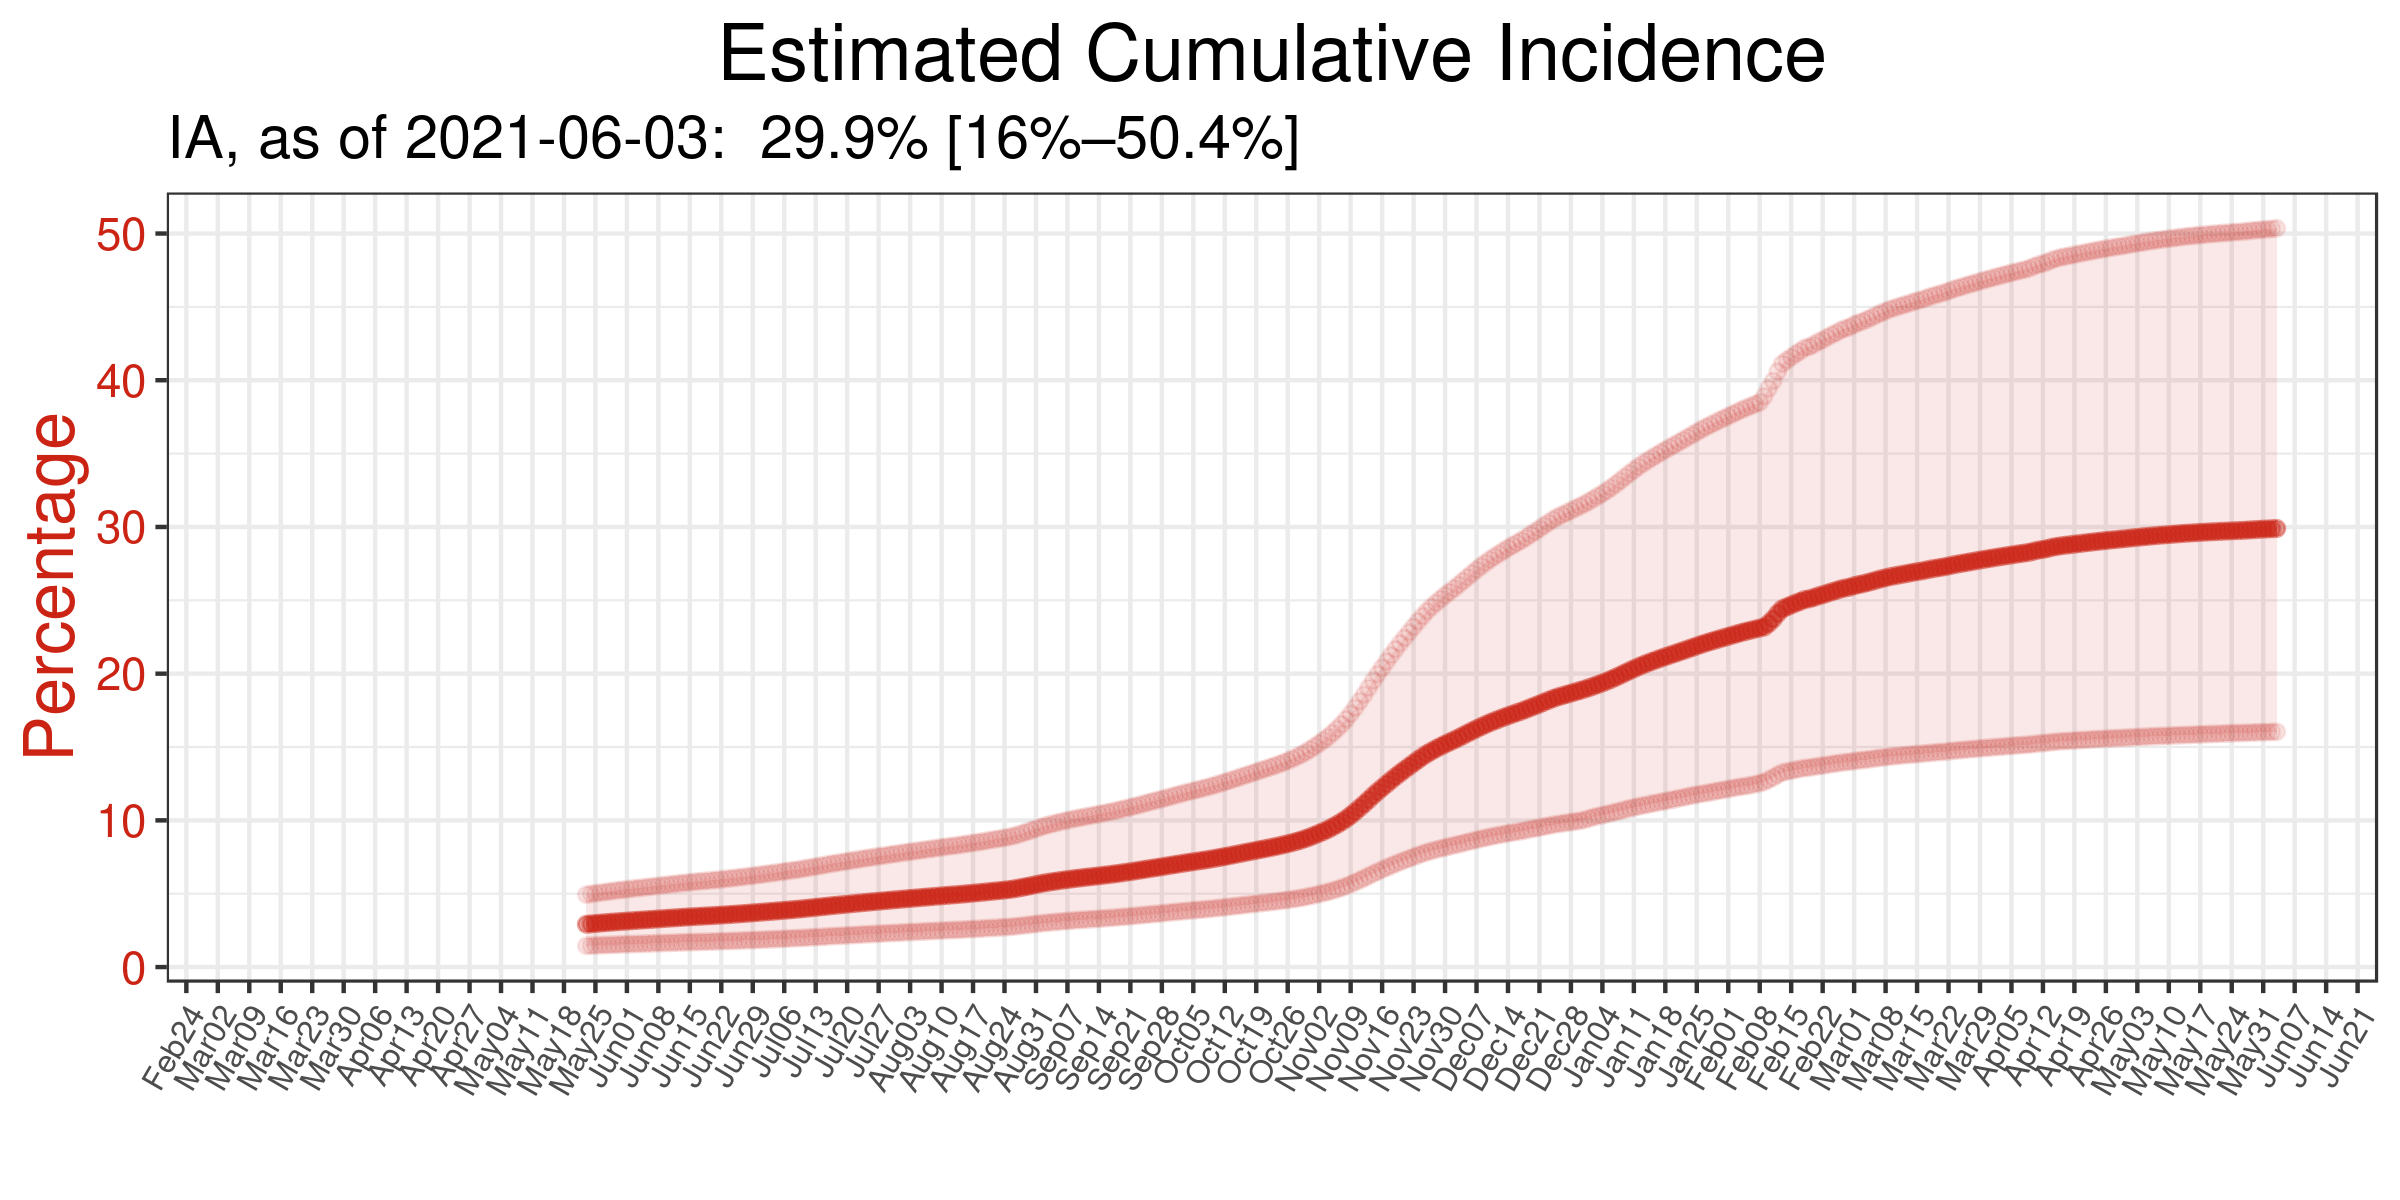 Estimated Cumulative Incidence
IA, as of 2021-06-03:  29.9% [16%–50.4%]
Percentage
50
40
30
20
10
0
Feb24
Mar02
Mar09
Mar16
Mar23
Mar30
Apr06
Apr13
Apr20
Apr27
May04
May11
May18
May25
Jun01
Jun08
Jun15
Jun22
Jun29
Jul06
Jul13
Jul20
Jul27
Aug03
Aug10
Aug17
Aug24
Aug31
Sep07
Sep14
Sep21
Sep28
Oct05
Oct12
Oct19
Oct26
Nov02
Nov09
Nov16
Nov23
Nov30
Dec07
Dec14
Dec21
Dec28
Jan04
Jan11
Jan18
Jan25
Feb01
Feb08
Feb15
Feb22
Mar01
Mar08
Mar15
Mar22
Mar29
Apr05
Apr12
Apr19
Apr26
May03
May10
May17
May24
May31
Jun07
Jun14
Jun21